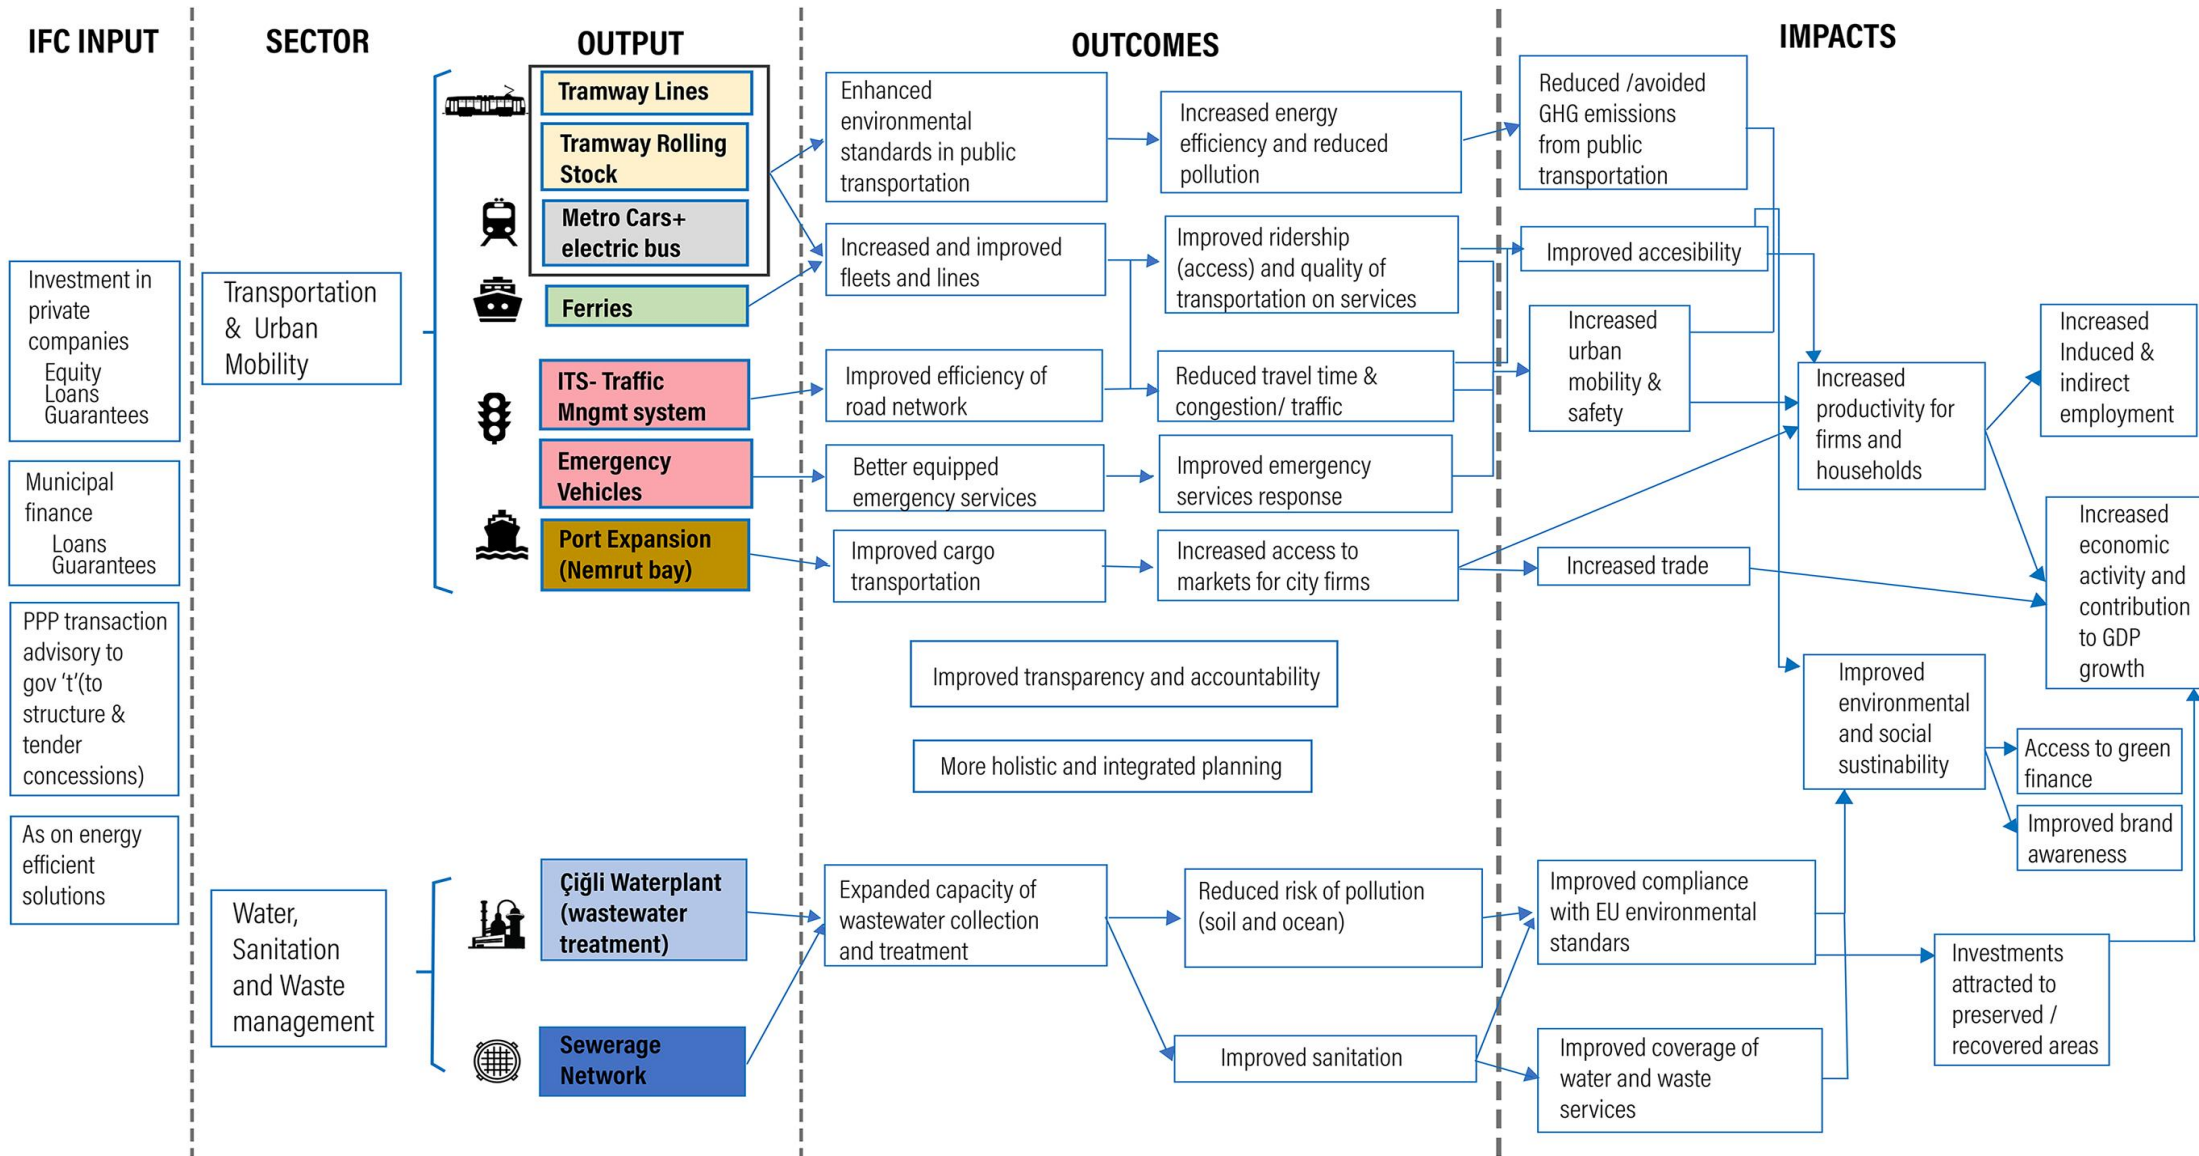 IFC INPUT
SECTOR
OUTPUT
OUTCOMES
IMPACTS
Investment in
private
companies
Equity
Loans
Guarantees
Municipal
finance
Loans
Guarantees
PPP transaction
advisory to
gov ‘t’(to
structure &
tender
concessions)
As on energy
efficient
solutions
Transportation
& Urban
Mobility
Water,
Sanitation
and Waste
management
Tramway Lines
Tramway Rolling
Stock
Metro Cars+
electric bus
Ferries
ITS- Traffic
Mngmt system
Emergency
Vehicles
Port Expansion
(Nemrut bay)
Çiğli Waterplant
(wastewater
treatment)
Sewerage
Network
Enhanced
environmental
standards in public
transportation
Increased and improved
fleets and lines
Improved efficiency of
road network
Better equipped
emergency services
Improved cargo
transportation
Increased energy
efficiency and reduced
pollution
Improved ridership
(access) and quality of
transportation on services
Reduced travel time &
congestion/ traffic
Improved emergency
services response
Increased access to
markets for city firms
Improved transparency and accountability
More holistic and integrated planning
Expanded capacity of
wastewater collection
and treatment
Reduced risk of pollution
(soil and ocean)
Improved sanitation
Reduced /avoided
GHG emissions
from public
transportation
Improved accesibility
Increased
urban
mobility &
safety
Increased trade
Increased
productivity for
firms and
households
Increased
Induced &
indirect
employment
Increased
economic
activity and
contribution
to GDP
growth
Improved
environmental
and social
sustinability
Access to green
finance
Improved brand
awareness
Improved compliance
with EU environmental
standars
Improved coverage of
water and waste
services
Investments
attracted to
preserved /
recovered areas